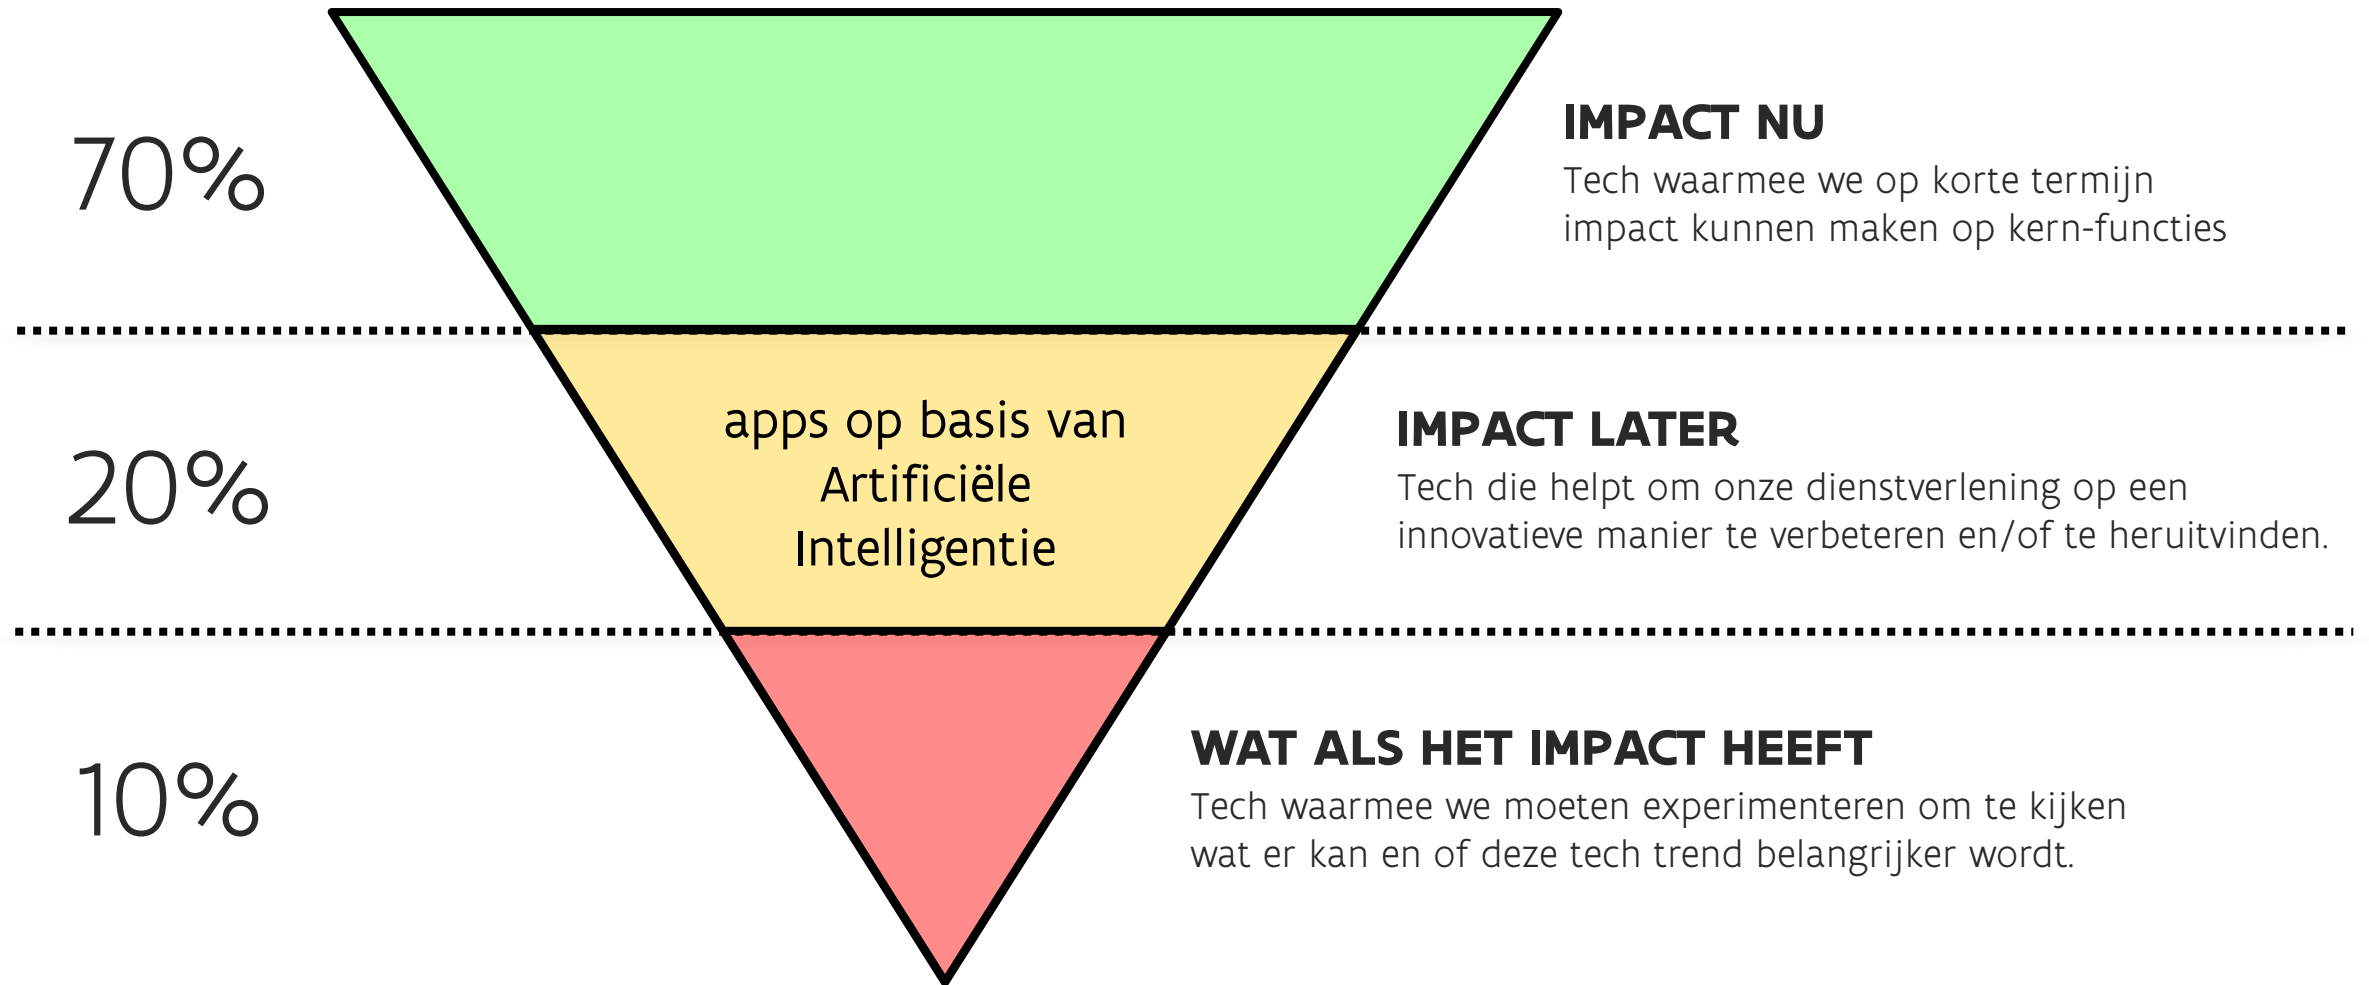 70%
IMPACT NU
Tech waarmee we op korte termijn
impact kunnen maken op kern-functies
20%
apps op basis van
Artificiële
Intelligentie
IMPACT LATER
Tech die helpt om onze dienstverlening op een
innovatieve manier te verbeteren en/of te heruitvinden.
10%
WAT ALS HET IMPACT HEEFT
Tech waarmee we moeten experimenteren om te kijken
wat er kan en of deze tech trend belangrijker wordt.